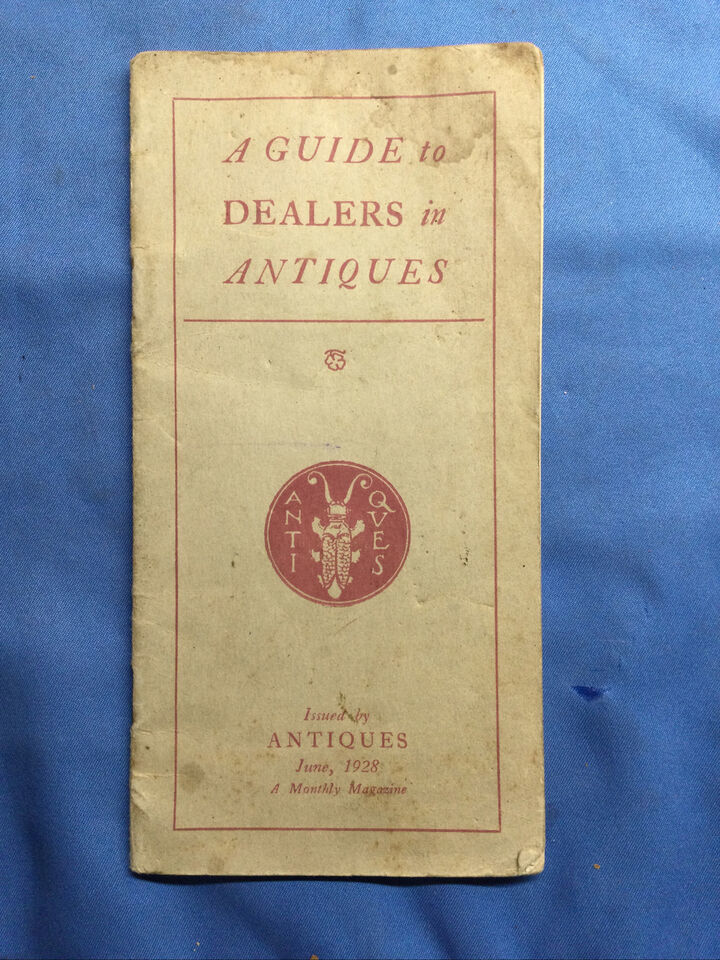 A GUIDE to
DEALERS in
ANTIQUES
ANTI
QVES
Issued by
ANTIQUES
June, 1928
A Monthly Magazine